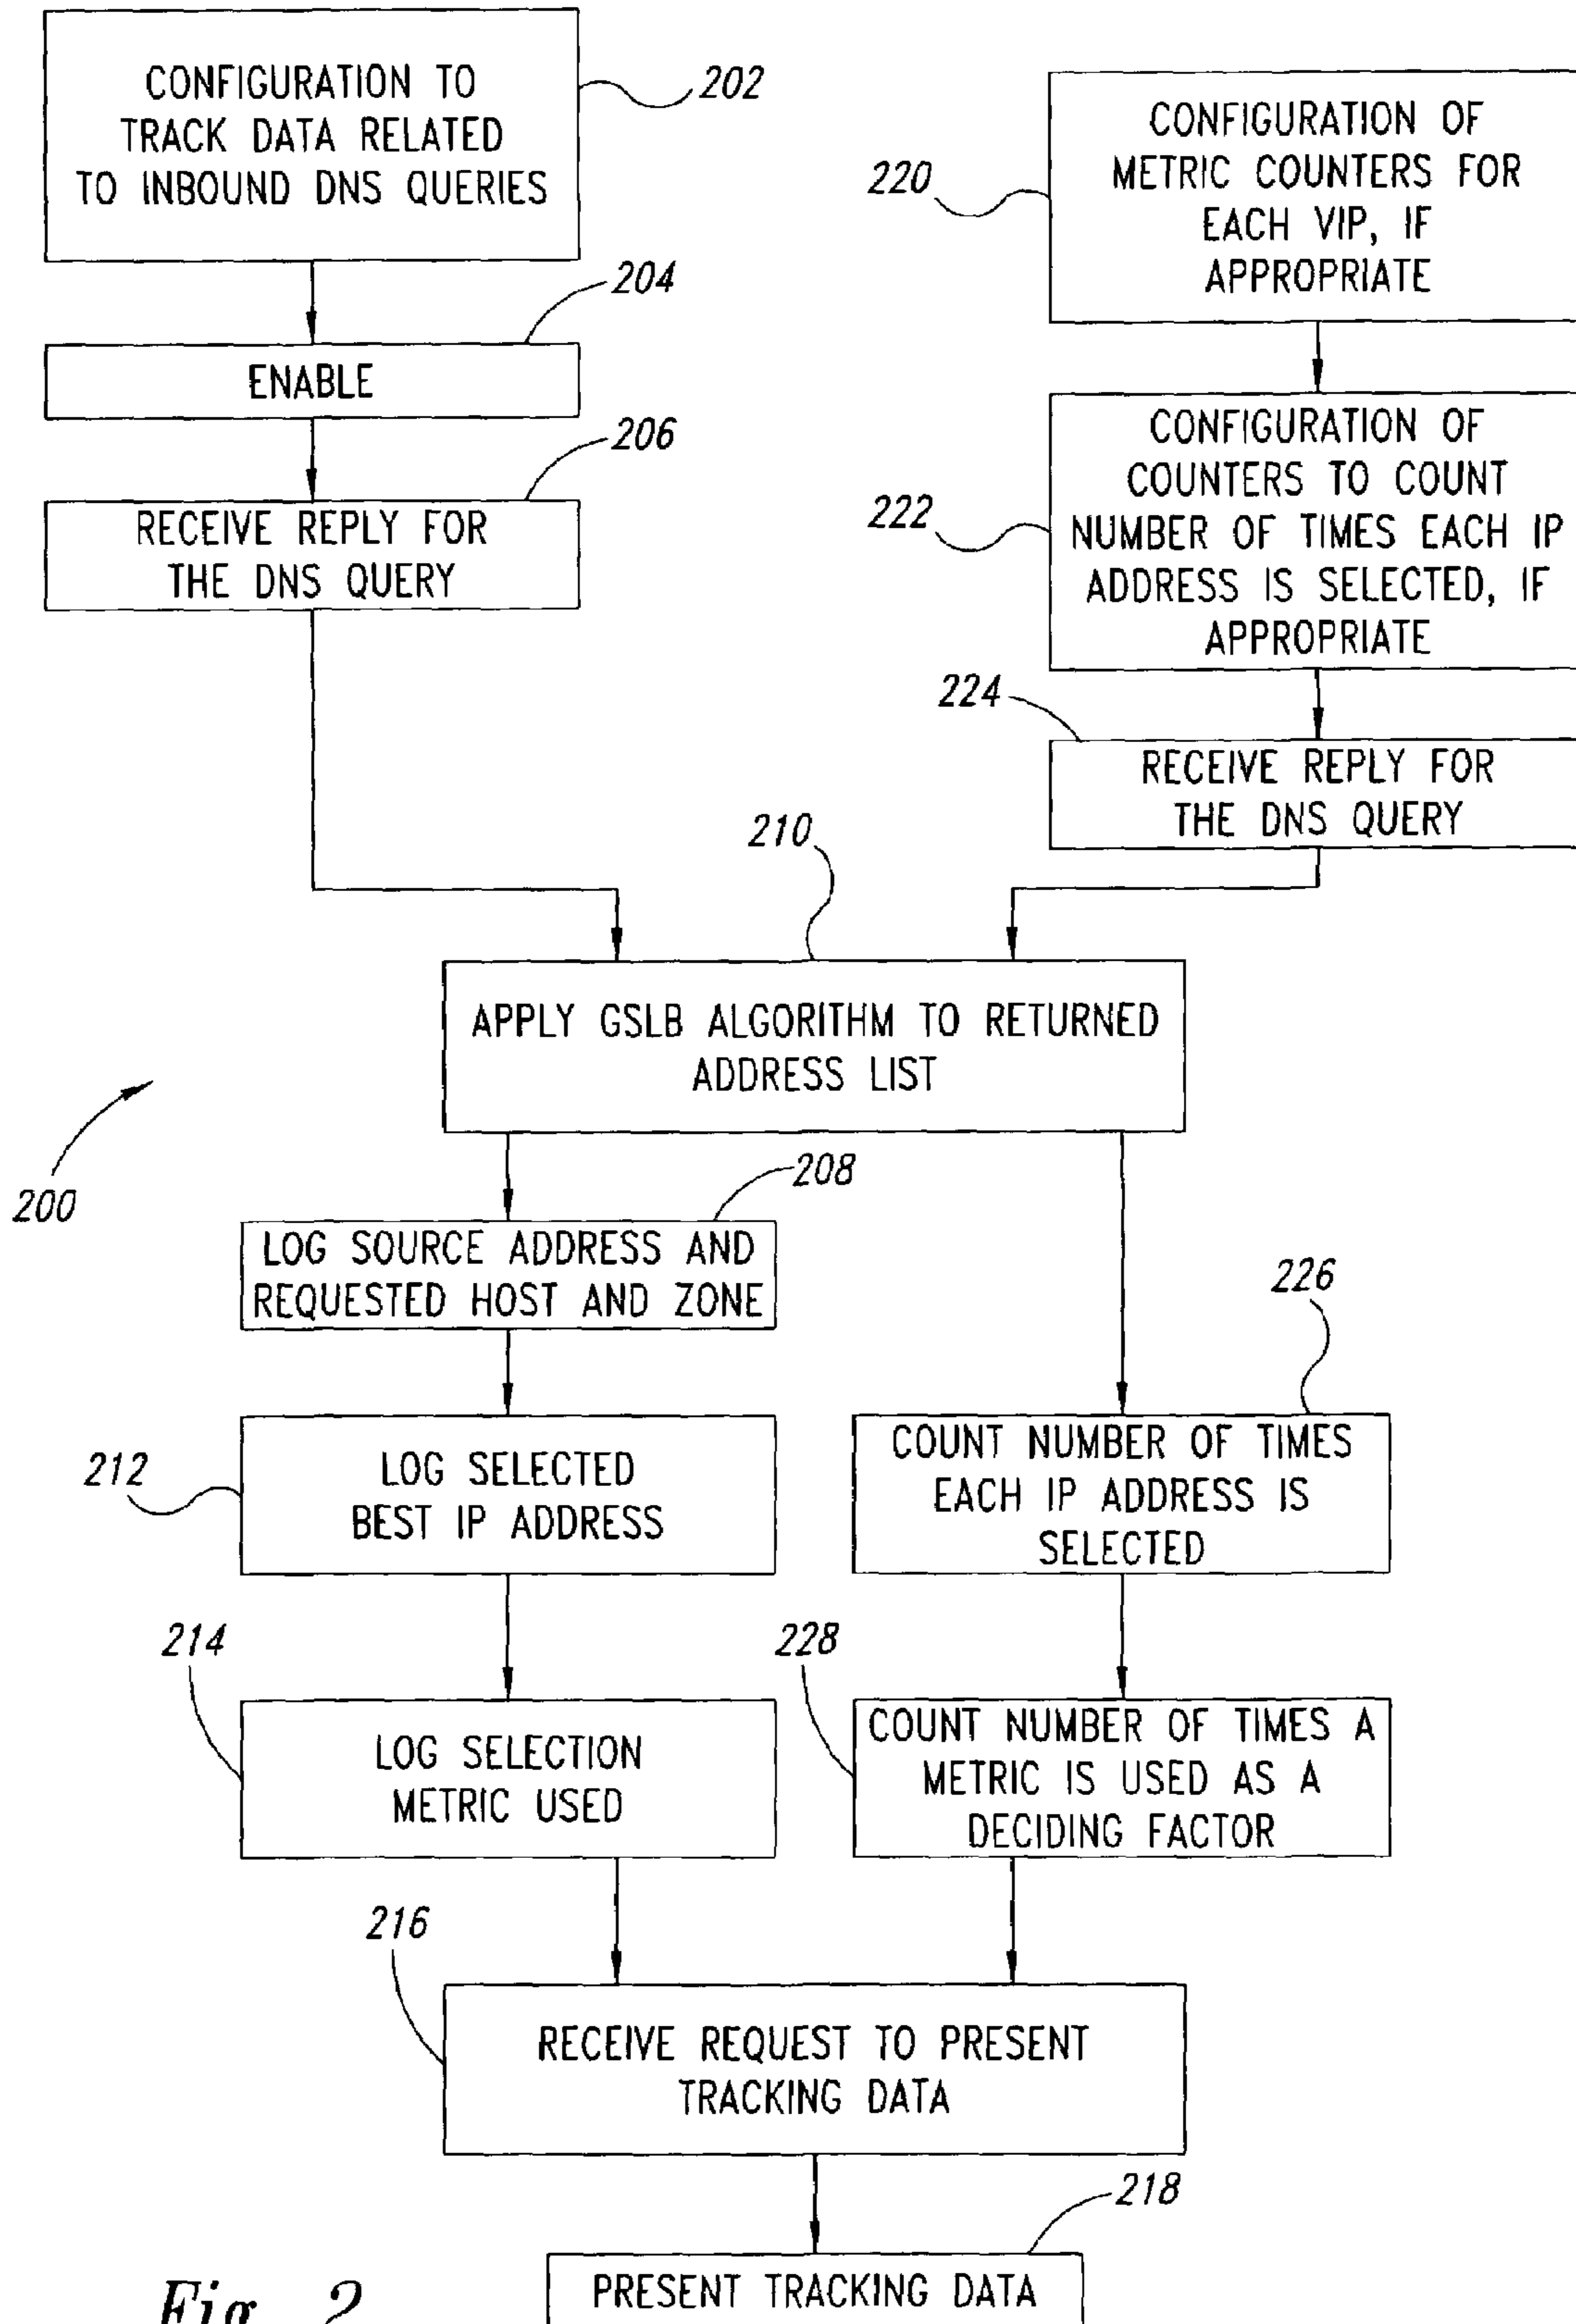 CONFIGURATION TO
TRACK DATA RELATED
TO INBOUND DNS QUERIES
202
204
ENABLE
206
RECEIVE REPLY FOR
THE DNS QUERY
CONFIGURATION OF
METRIC COUNTERS FOR
EACH VIP, IF
APPROPRIATE
220
CONFIGURATION OF
COUNTERS TO COUNT
NUMBER OF TIMES EACH IP
ADDRESS IS SELECTED, IF
APPROPRIATE
222
224
RECEIVE REPLY FOR
THE DNS QUERY
210
APPLY GSLB ALGORITHM TO RETURNED
ADDRESS LIST
200
208
LOG SOURCE ADDRESS AND
REQUESTED HOST AND ZONE
212
LOG SELECTED
BEST IP ADDRESS
214
LOG SELECTION
METRIC USED
226
COUNT NUMBER OF TIMES
EACH IP ADDRESS IS
SELECTED
228
COUNT NUMBER OF TIMES A
METRIC IS USED AS A
DECIDING FACTOR
216
RECEIVE REQUEST TO PRESENT
TRACKING DATA
218
PRESENT TRACKING DATA
Fig. 2